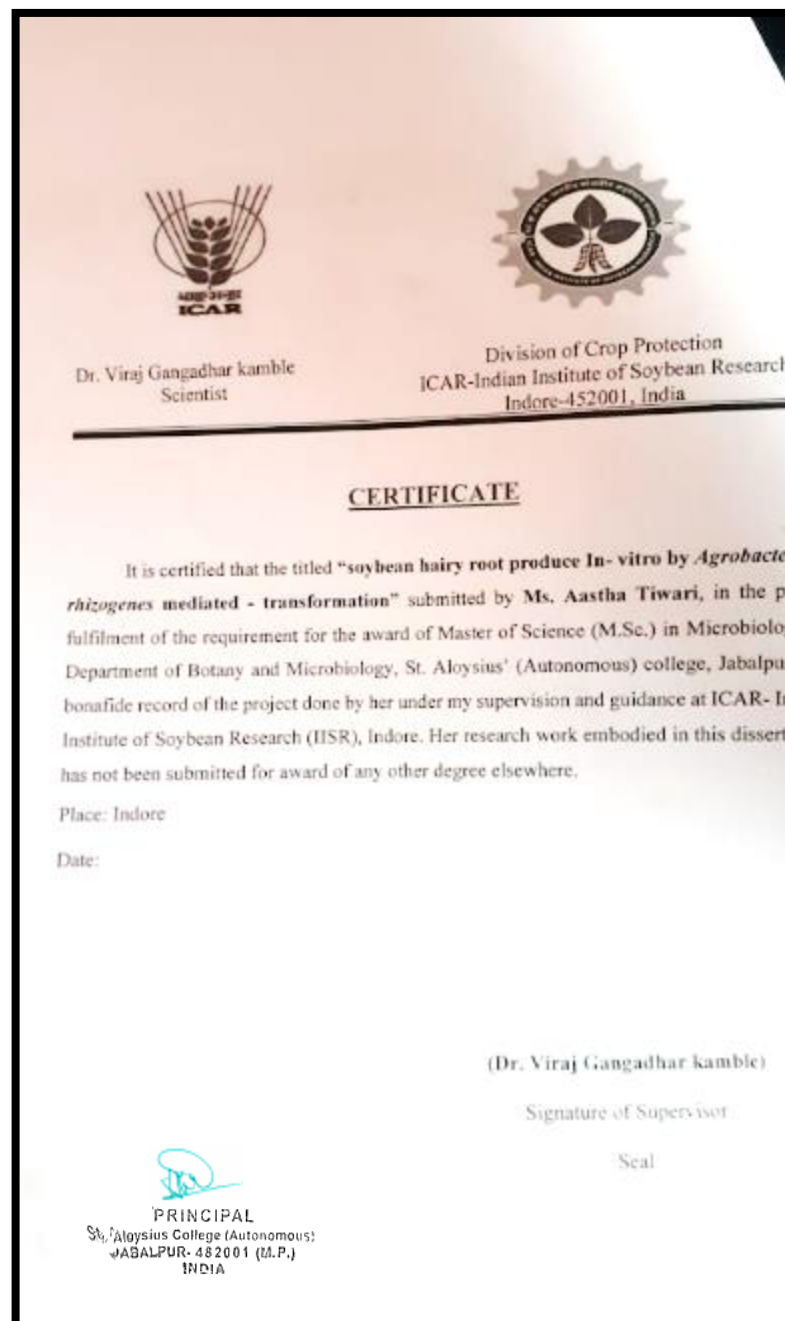 ICAR
Dr. Viraj Gangadhar kamble
Scientist
Division of Crop Protection
ICAR-Indian Institute of Soybean Research
Indore-452001, India
CERTIFICATE
It is certified that the titled "soybean hairy root produce In- vitro by Agrobacte
rhizogenes mediated - transformation" submitted by Ms. Aastha Tiwari, in the p
fulfilment of the requirement for the award of Master of Science (M.Sc.) in Microbiolo
Department of Botany and Microbiology, St. Aloysius' (Autonomous) college, Jabalpu
bonafide record of the project done by her under my supervision and guidance at ICAR- I
Institute of Soybean Research (IISR), Indore. Her research work embodied in this dissert
has not been submitted for award of any other degree elsewhere.
Place: Indore
Date:
(Dr. Viraj Gangadhar kamble)
Signature of Supervisor
Seal
PRINCIPAL
St. Aloysius College (Autonomous)
JABALPUR- 482001 (M.P.)
INDIA